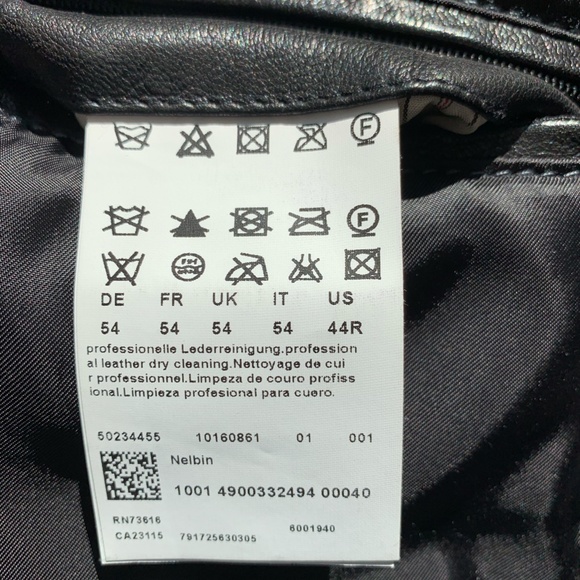 F
F
DE FR UK IT US
54 54 54 54 44R
professionelle Lederreinigung.profession
al leather dry cleaning.Nettoyage de cui
r professionnel.Limpeza de couro profiss
ional.Limpieza profesional para cuero.
50234455 10160861 01 001
Nelbin
1001 4900332494 00040
RN73616
CA23115 791725630305 6001940